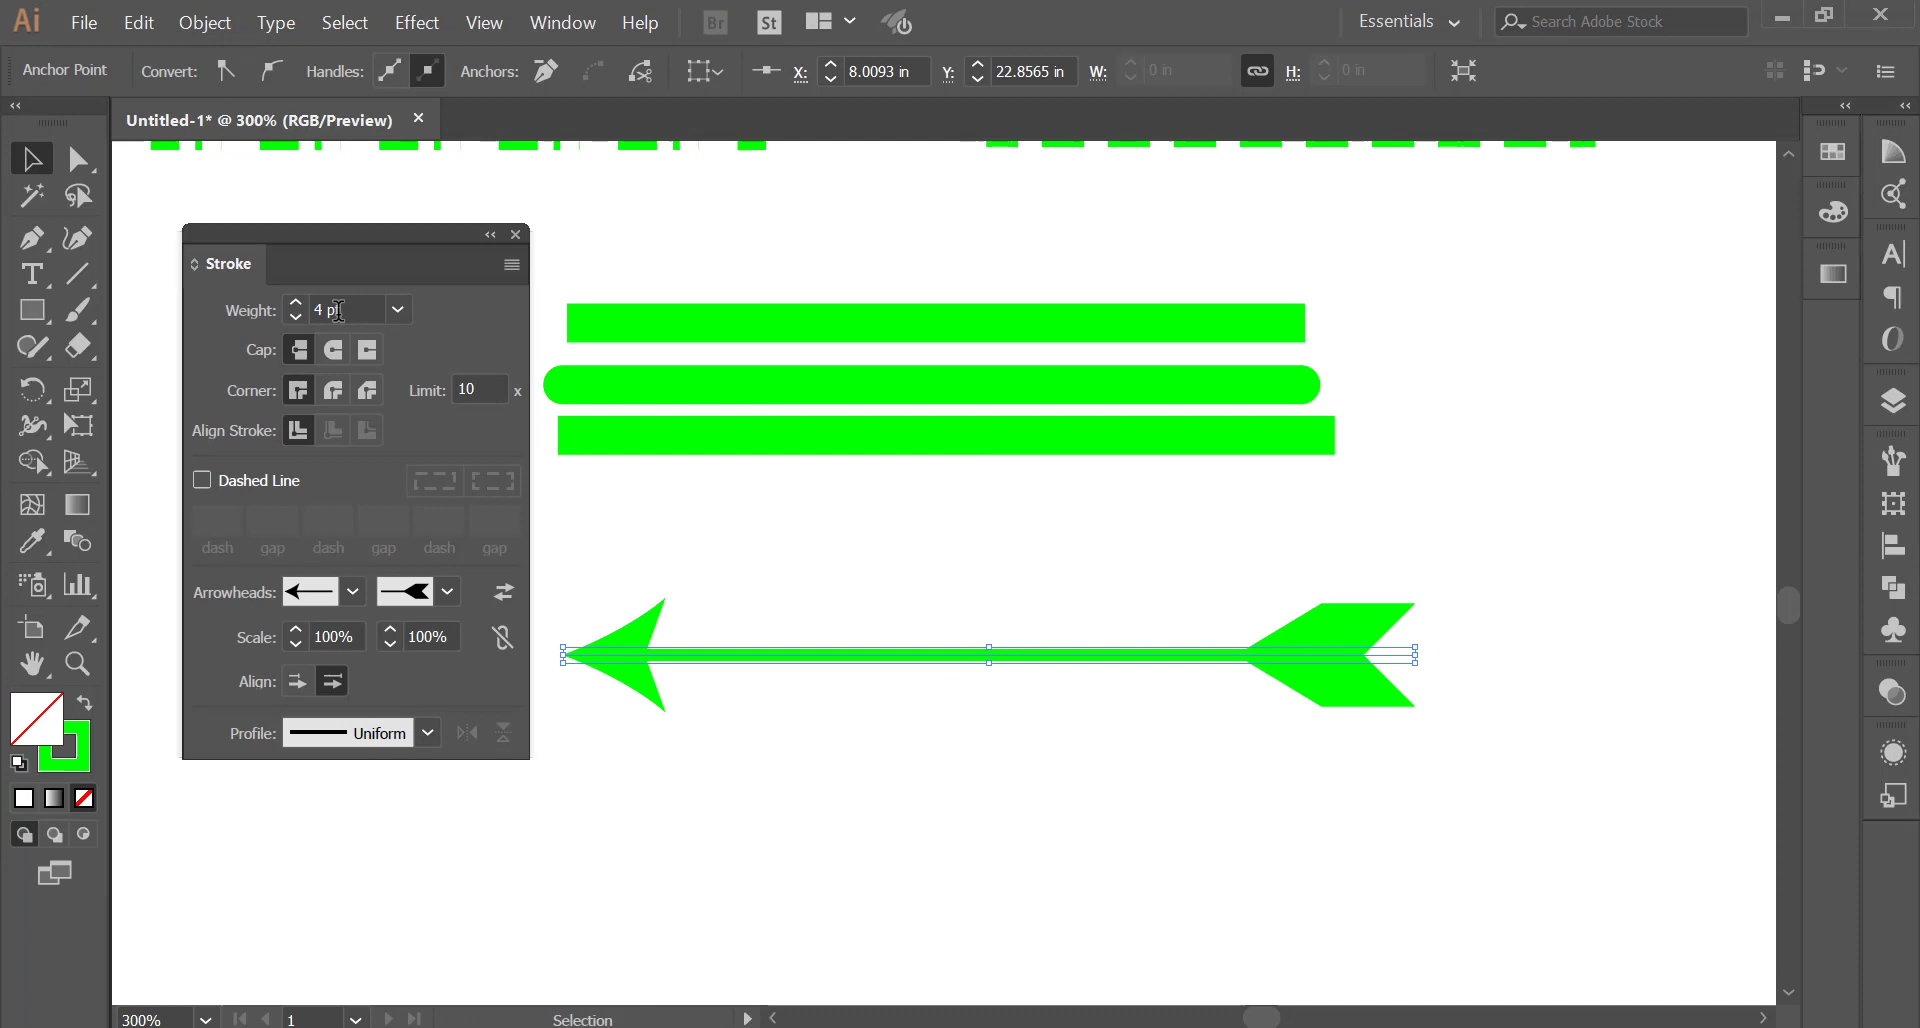 Ai File Edit Object Type Select Effect View Window Help Br St Essentials Search Adobe Stock
Anchor Point Convert: Handles: Anchors: X: 8.0093 in Y: 22.8565 in W: 0 in H: 0 in
Untitled-1* @ 300% (RGB/Preview)
Stroke
Weight: 4 pt
Cap:
Corner: Limit: 10 x
Align Stroke:
Dashed Line
dash gap dash gap dash gap
Arrowheads:
Scale: 100% 100%
Align:
Profile: Uniform
300% 1 Selection